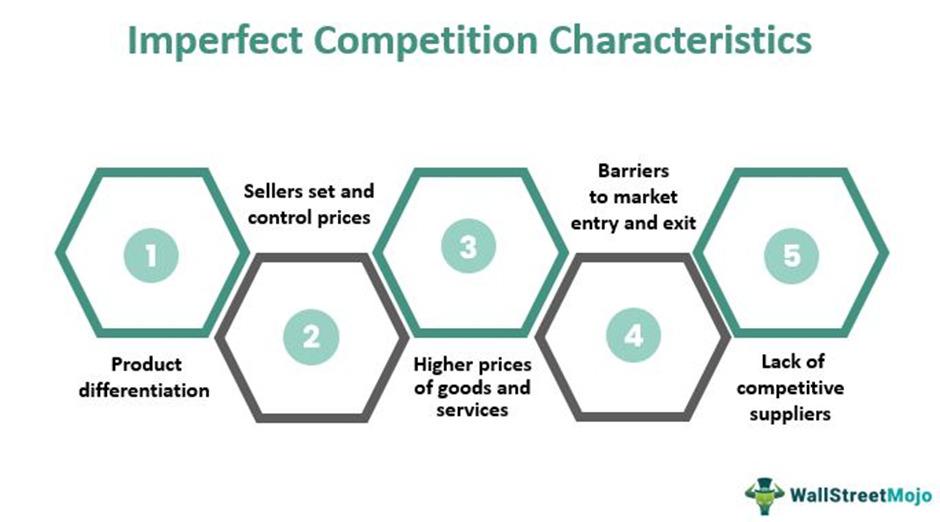 Imperfect Competition Characteristics
1
Product
differentiation
Sellers set and
control prices
2
3
Higher prices
of goods and
services
Barriers
to market
entry and exit
4
5
Lack of
competitive
suppliers
WallStreetMojo